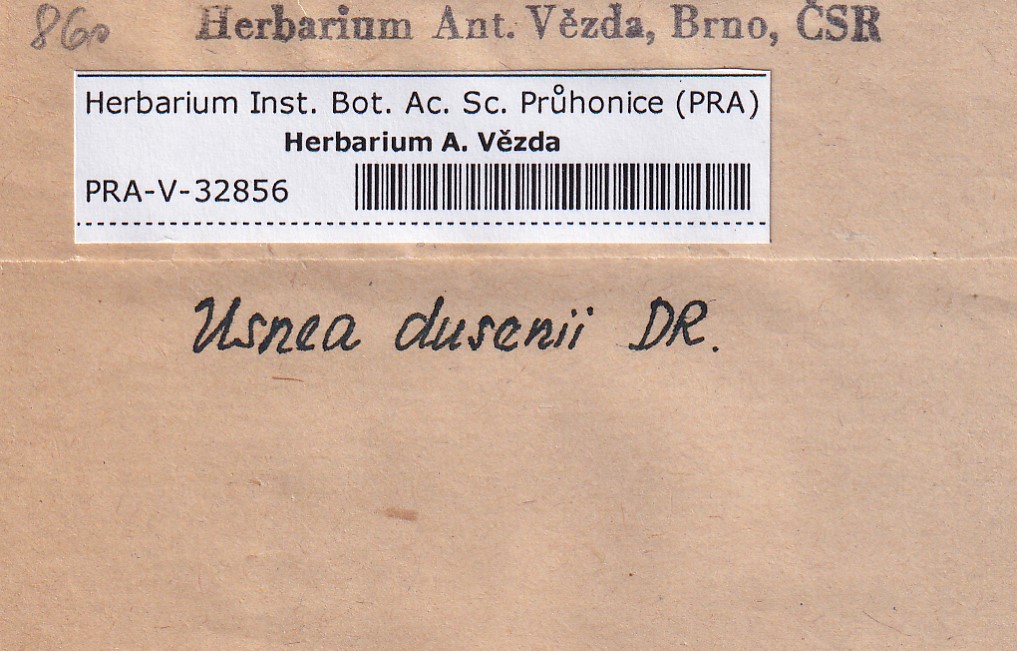 860 Herbarium Ant. Vězda, Brno, ČSR
Herbarium Inst. Bot. Ac. Sc. Průhonice (PRA)
Herbarium A. Vězda
PRA-V-32856
Usnea dusenii DR.